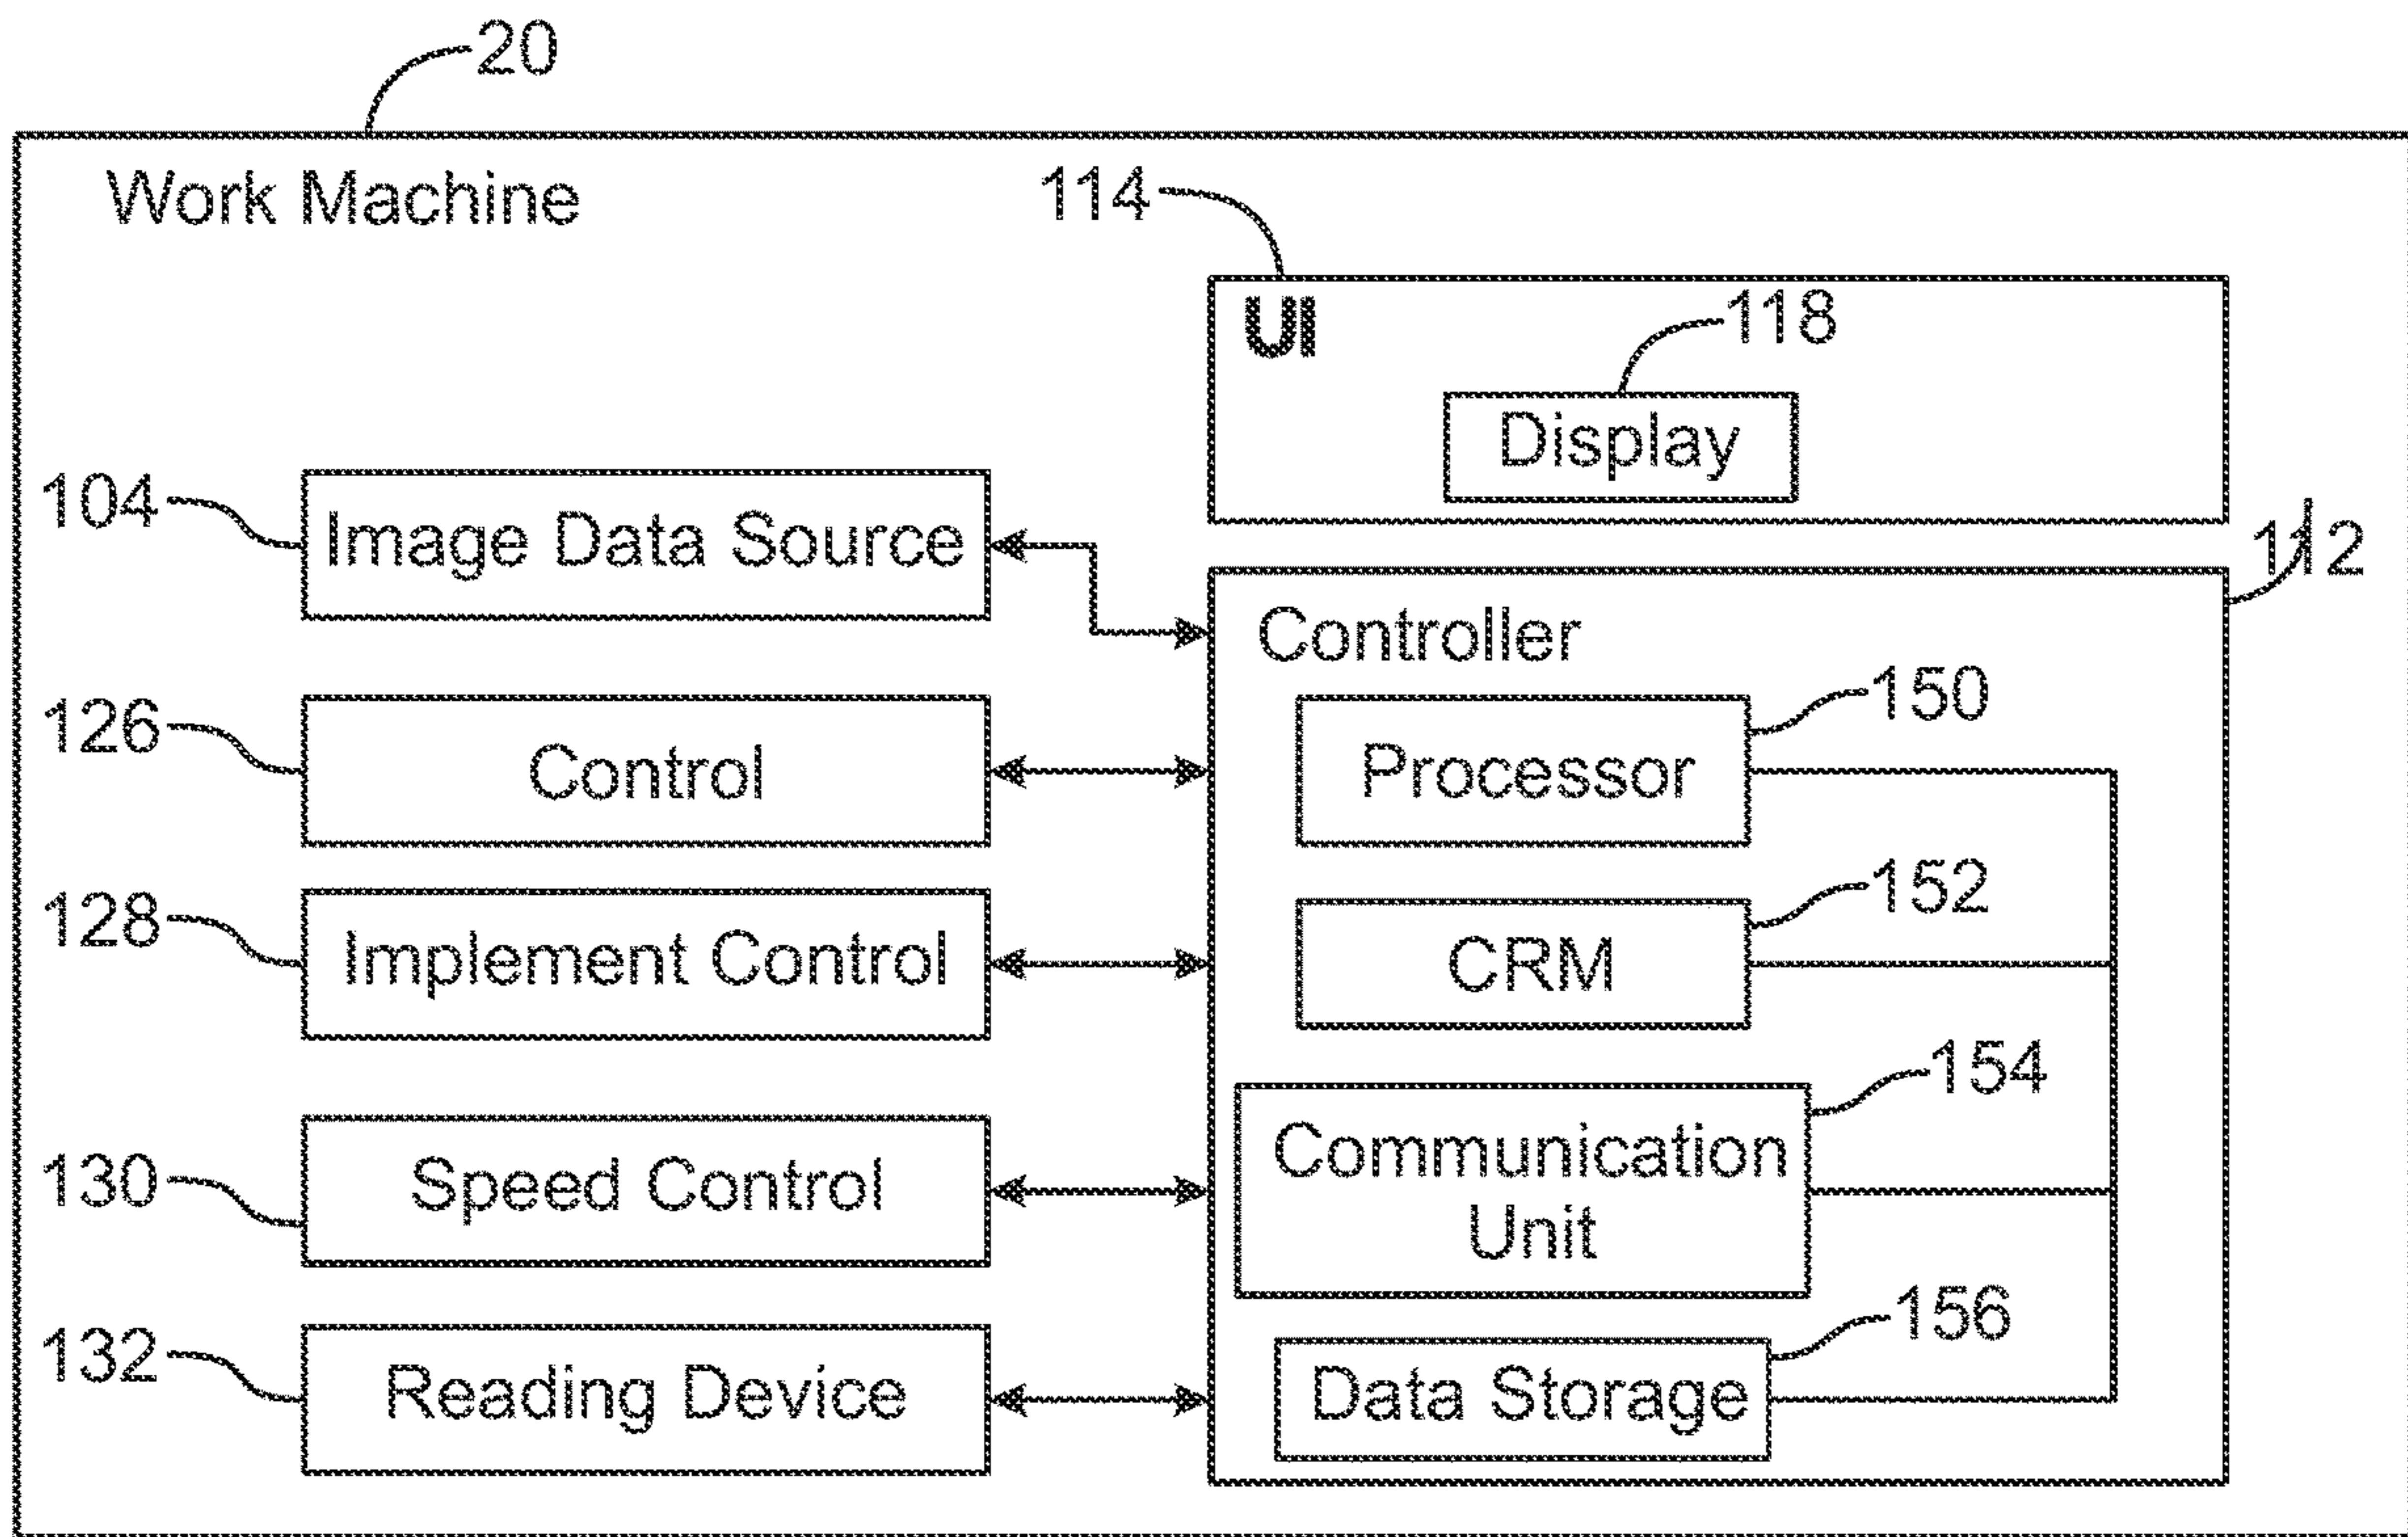 20
Work Machine
114
UI
118
Display
104
Image Data Source
112
Controller
126
Control
150
Processor
128
Implement Control
152
CRM
130
Speed Control
154
Communication
Unit
132
Reading Device
156
Data Storage